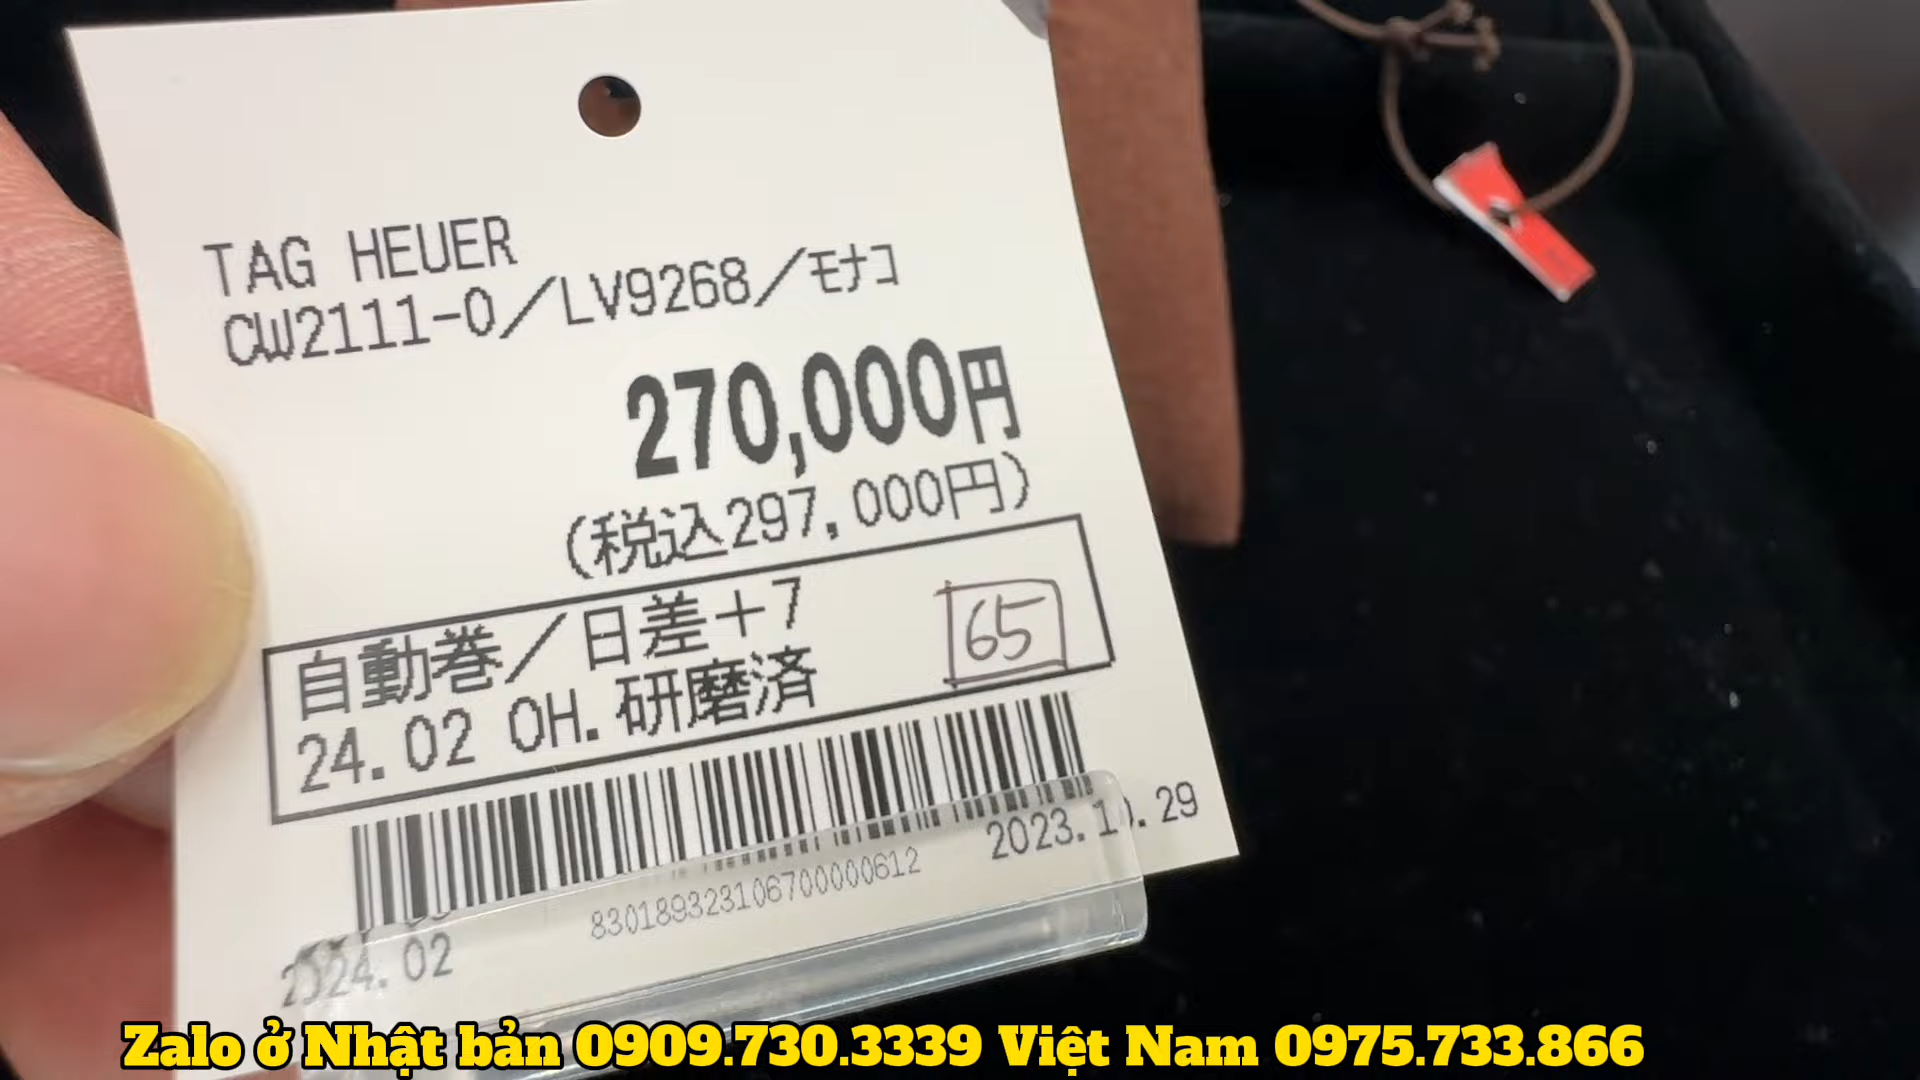 TAG HEUER
CW2111-0／LV9268／モナコ
270,000円
(税込297,000円)
自動巻／日差＋7
65
24.02 OH.研磨済
2023.10.29
830189323106700000612
2024.02
Zalo ở Nhật bản 0909.730.3339 Việt Nam 0975.733.866